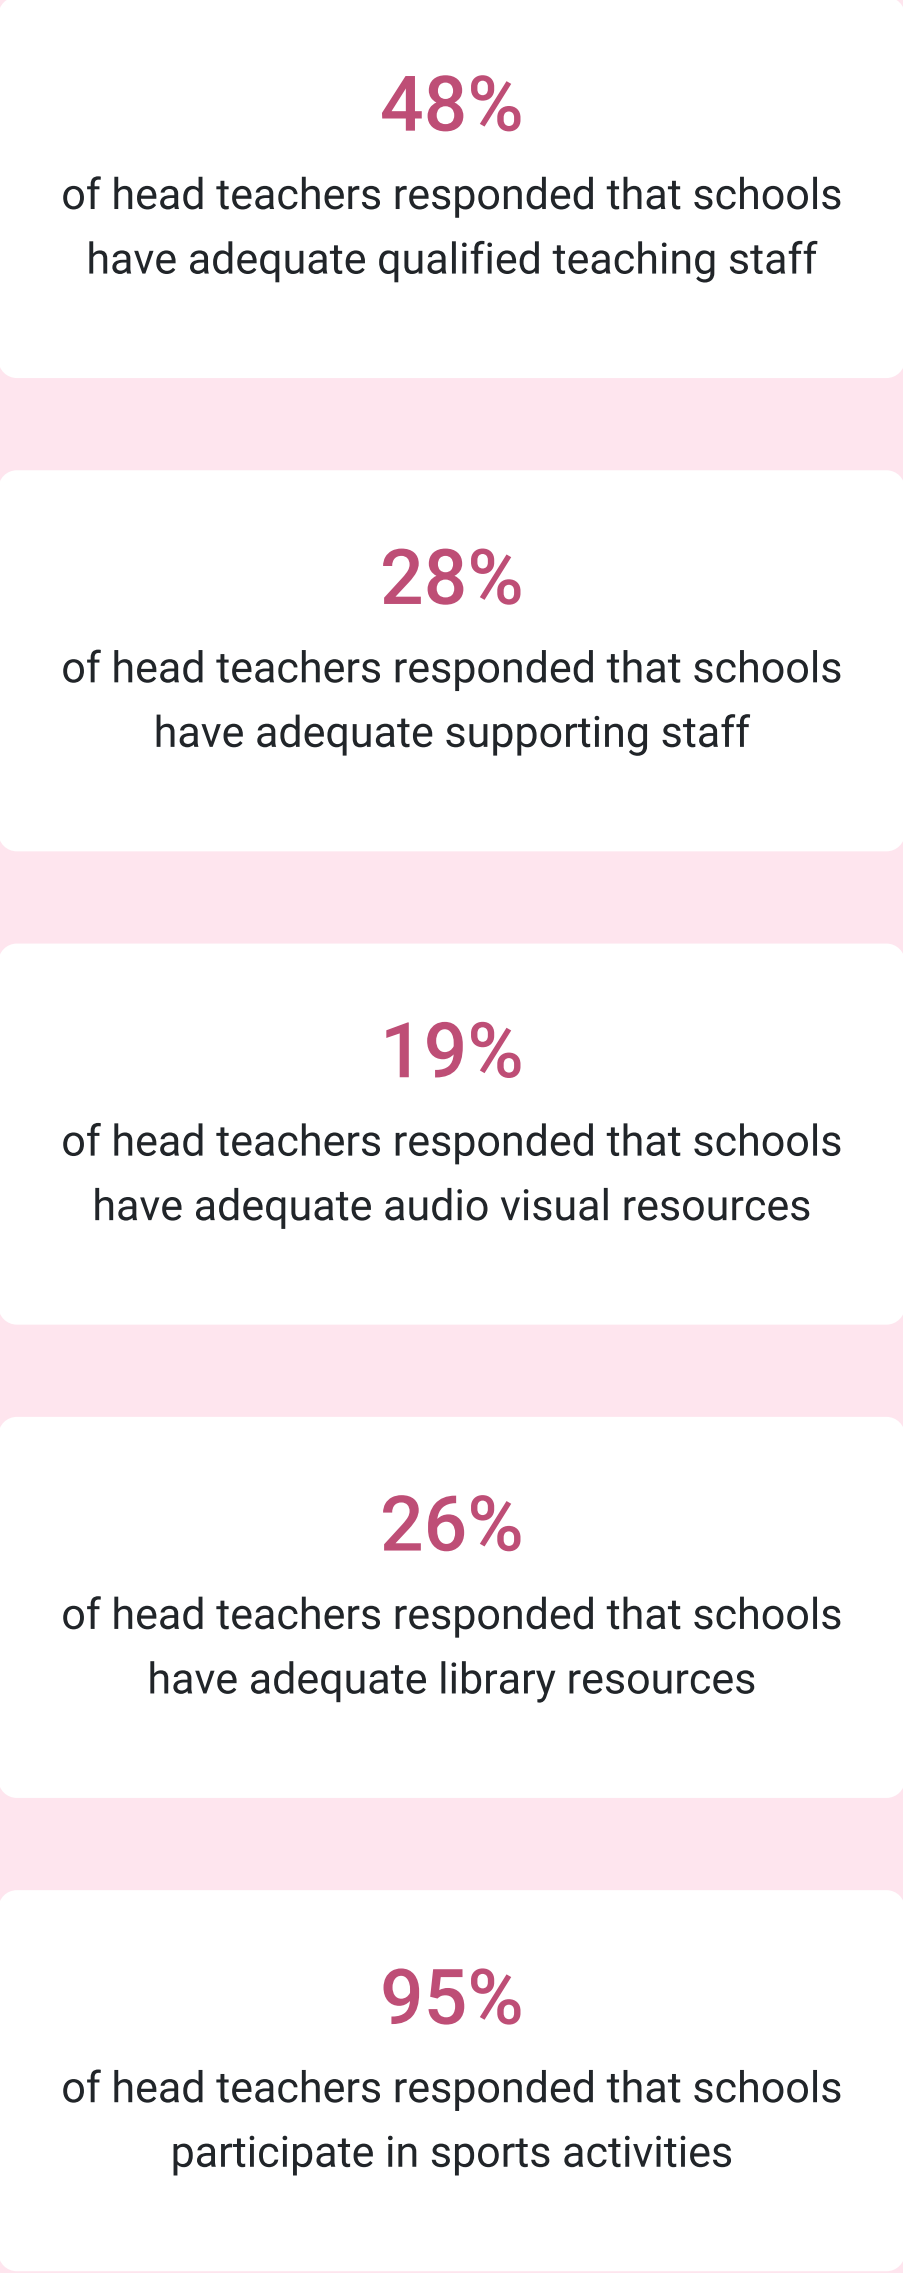 48%
of head teachers responded that schools
have adequate qualified teaching staff
28%
of head teachers responded that schools
have adequate supporting staff
19%
of head teachers responded that schools
have adequate audio visual resources
26%
of head teachers responded that schools
have adequate library resources
95%
of head teachers responded that schools
participate in sports activities